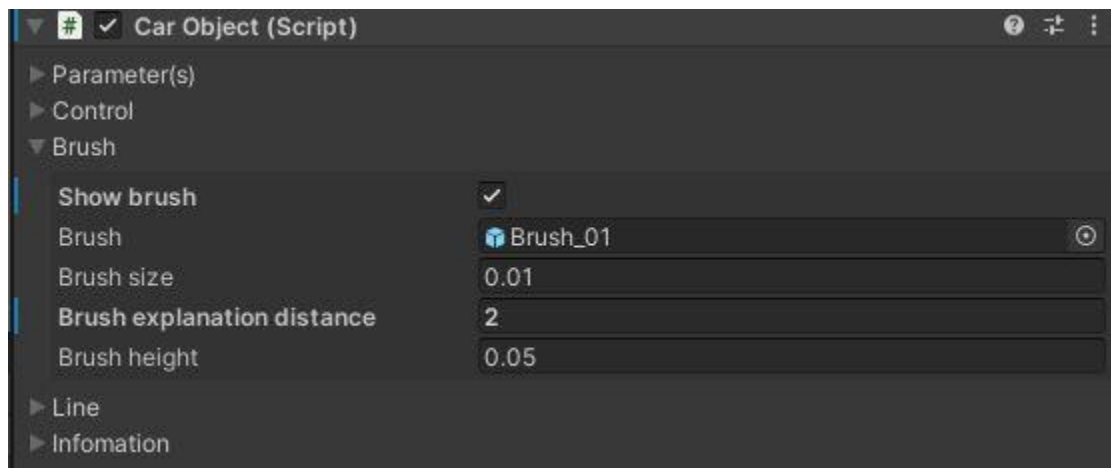 Car Object (Script)
Parameter(s)
Control
Brush
Show brush
Brush Brush_01
Brush size 0.01
Brush explanation distance 2
Brush height 0.05
Line
Infomation